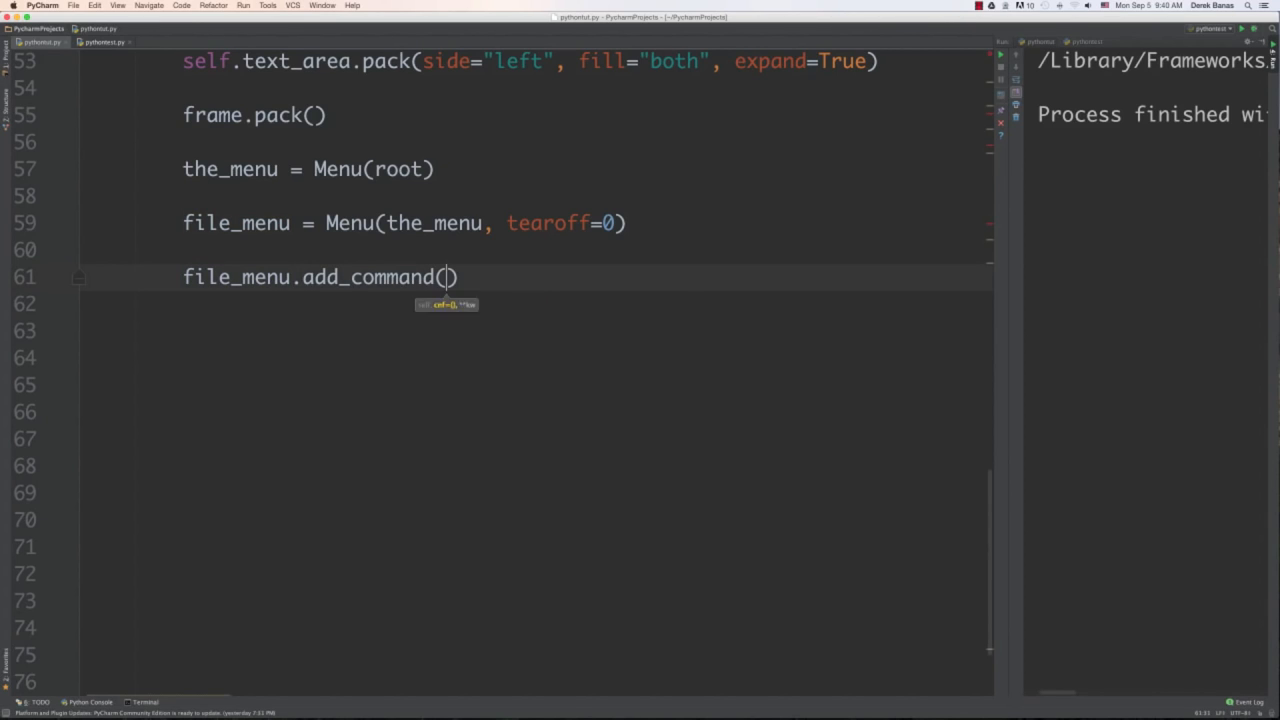 PyCharm File Edit View Navigate Code Refactor Run Tools VCS Window Help 10 Mon Sep 5 9:40 AM Derek Banas
pythontut.py - PycharmProjects - [~/PycharmProjects]
PycharmProjects pythontut.py pythontest
pythontut.py pythontest.py Run: pythontut pythontest
1: Project
7: Structure
53 self.text_area.pack(side="left", fill="both", expand=True) /Library/Frameworks
54
55 frame.pack() Process finished wi
56
57 the_menu = Menu(root)
58
59 file_menu = Menu(the_menu, tearoff=0)
60
61 file_menu.add_command()
62 self, cnf={}, **kw
63
64
65
66
67
68
69
70
71
72
73
74
75
76
2: Favorites
6: TODO Python Console Terminal Event Log
Platform and Plugin Updates: PyCharm Community Edition is ready to update. (yesterday 7:51 PM) 61:31 LF÷ UTF-8÷